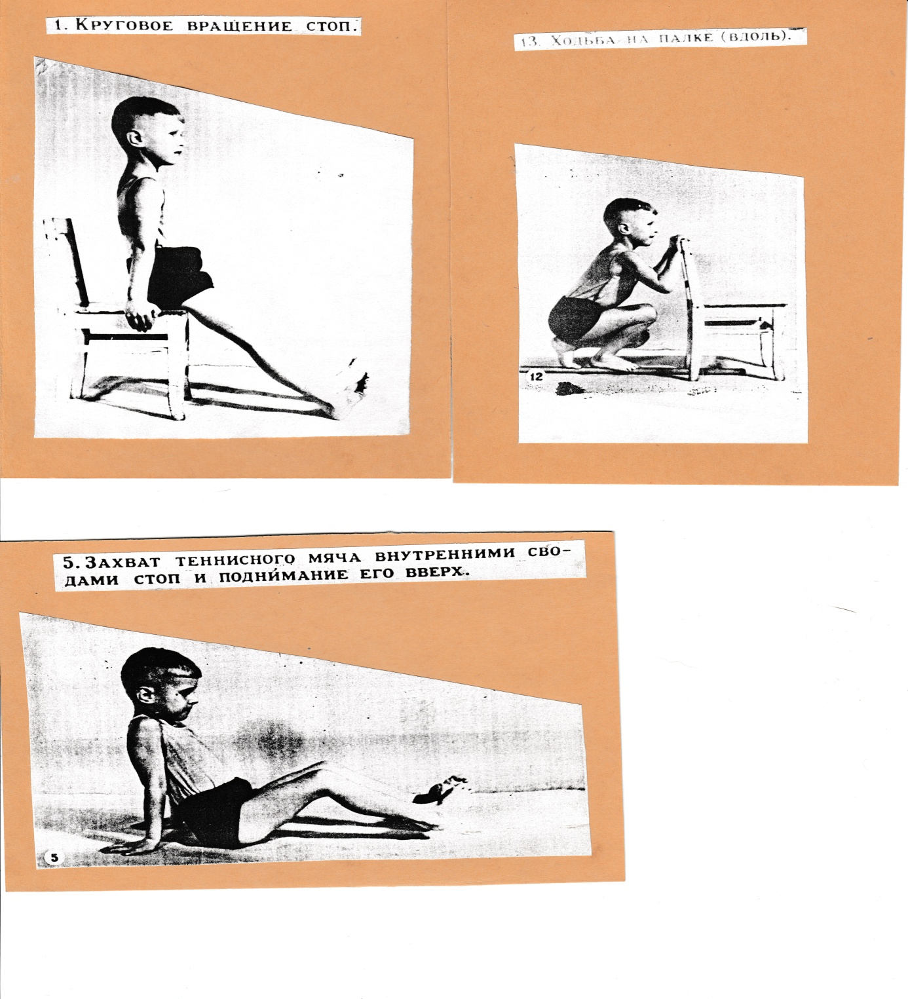 1. Круговое вращение стоп.
13. Ходьба на палке (вдоль).
12
5. Захват теннисного мяча внутренними сво-
дами стоп и поднимание его вверх.
5